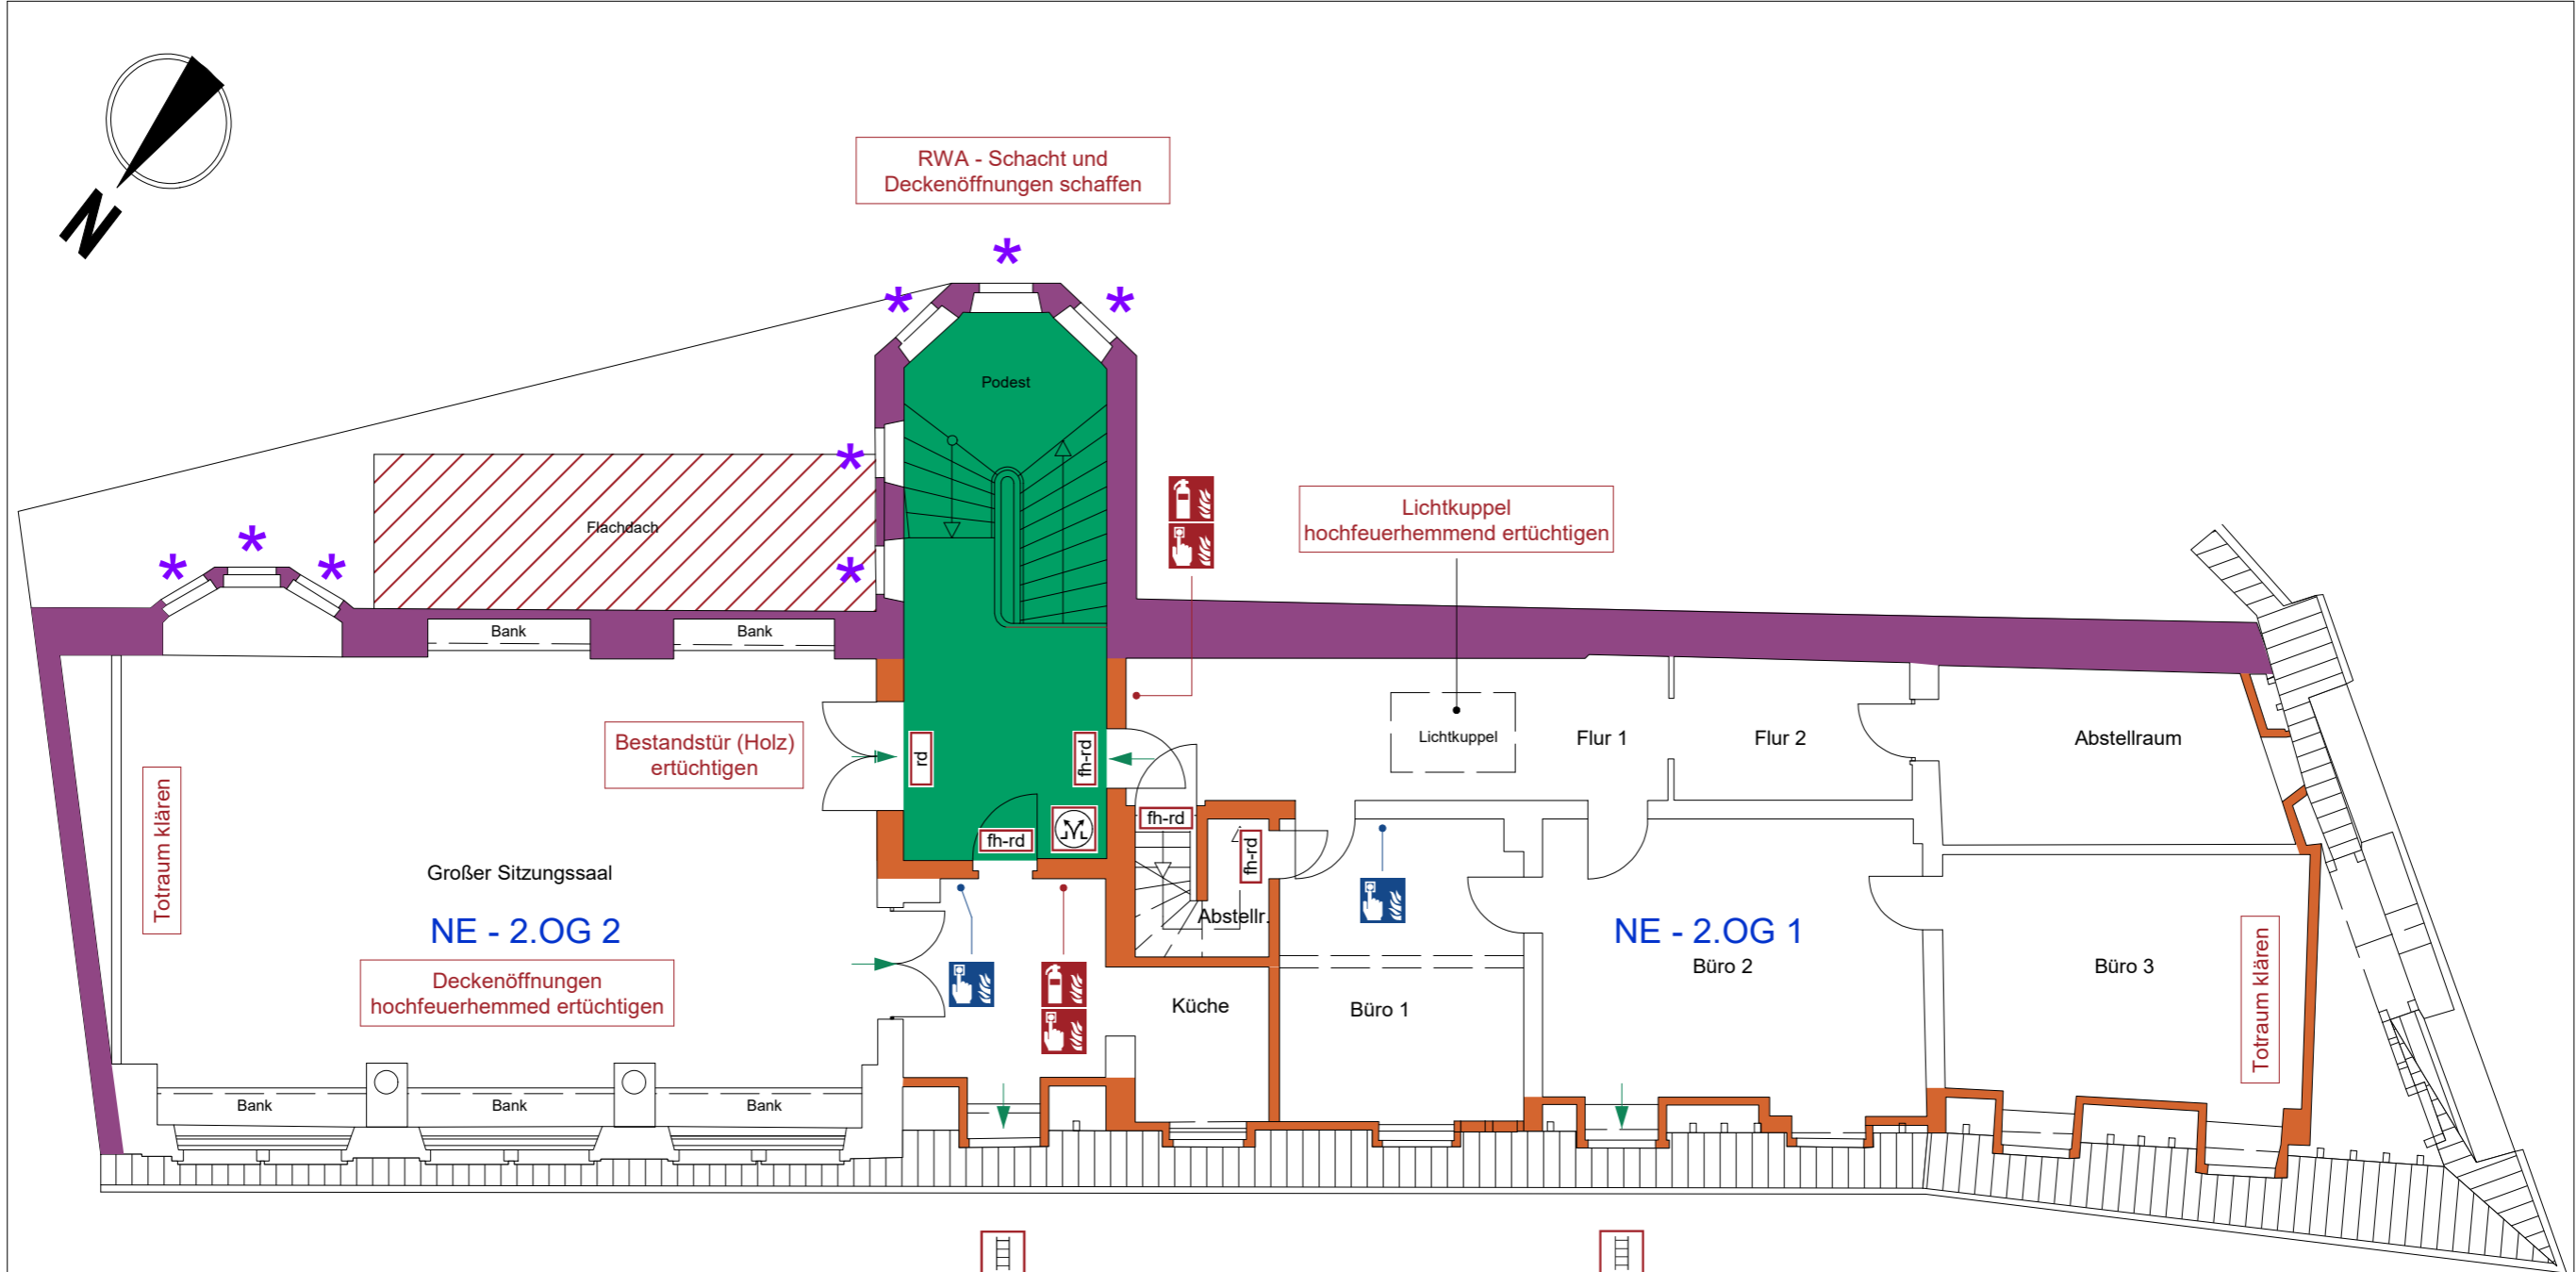 N
RWA - Schacht und
Deckenöffnungen schaffen
*
*
*
Podest
*
Flachdach
*
*
*
*
Lichtkuppel
hochfeuerhemmend ertüchtigen
Bank
Bank
Bestandstür (Holz)
ertüchtigen
rd
fh-rd
Lichtkuppel
Flur 1
Flur 2
Abstellraum
Totraum klären
fh-rd
fh-rd
fh-rd
Großer Sitzungssaal
NE - 2.OG 2
Deckenöffnungen
hochfeuerhemmed ertüchtigen
Abstellr.
Küche
Büro 1
NE - 2.OG 1
Büro 2
Büro 3
Totraum klären
Bank
Bank
Bank